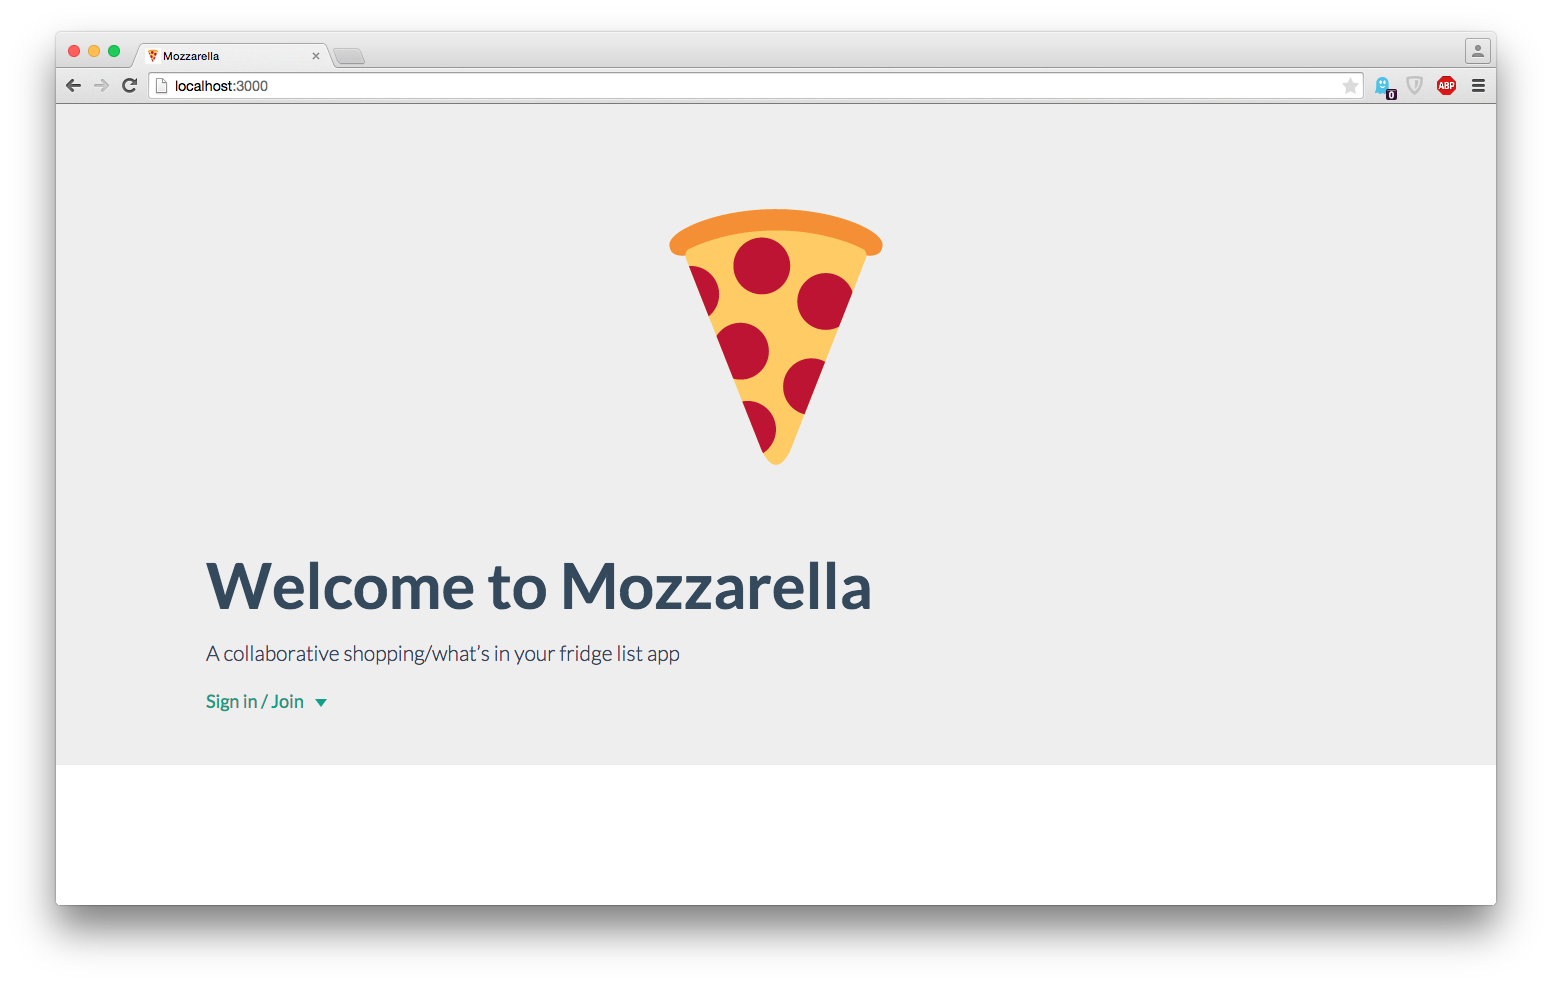 Mozzarella
localhost:3000
0
ABP
Welcome to Mozzarella
A collaborative shopping/what’s in your fridge list app
Sign in / Join